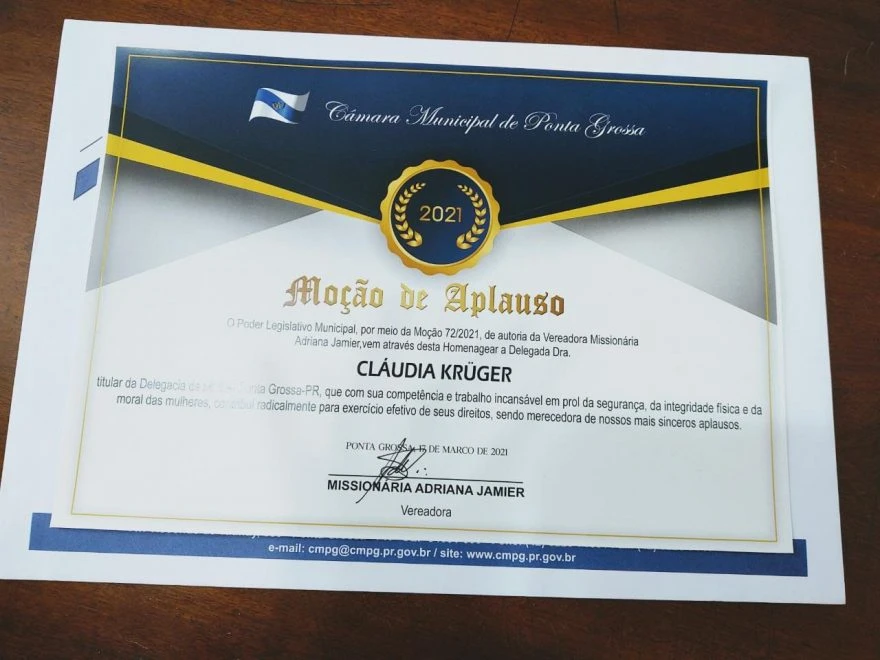 Câmara Municipal de Ponta Grossa
2021
Moção de Aplauso
O Poder Legislativo Municipal, por meio da Moção 72/2021, de autoria da Vereadora Missionária
Adriana Jamier,vem através desta Homenagear a Delegada Dra.
CLÁUDIA KRÜGER
titular da Delegacia Ponta Grossa-PR, que com sua competência e trabalho incansável em prol da segurança, da integridade física e da
moral das mulheres, radicalmente para exercício efetivo de seus direitos, sendo merecedora de nossos mais sinceros aplausos.
PONTA GROSSA, 17 DE MARCO DE 2021
MISSIONÁRIA ADRIANA JAMIER
Vereadora
e-mail: cmpg@cmpg.pr.gov.br / site: www.cmpg.pr.gov.br